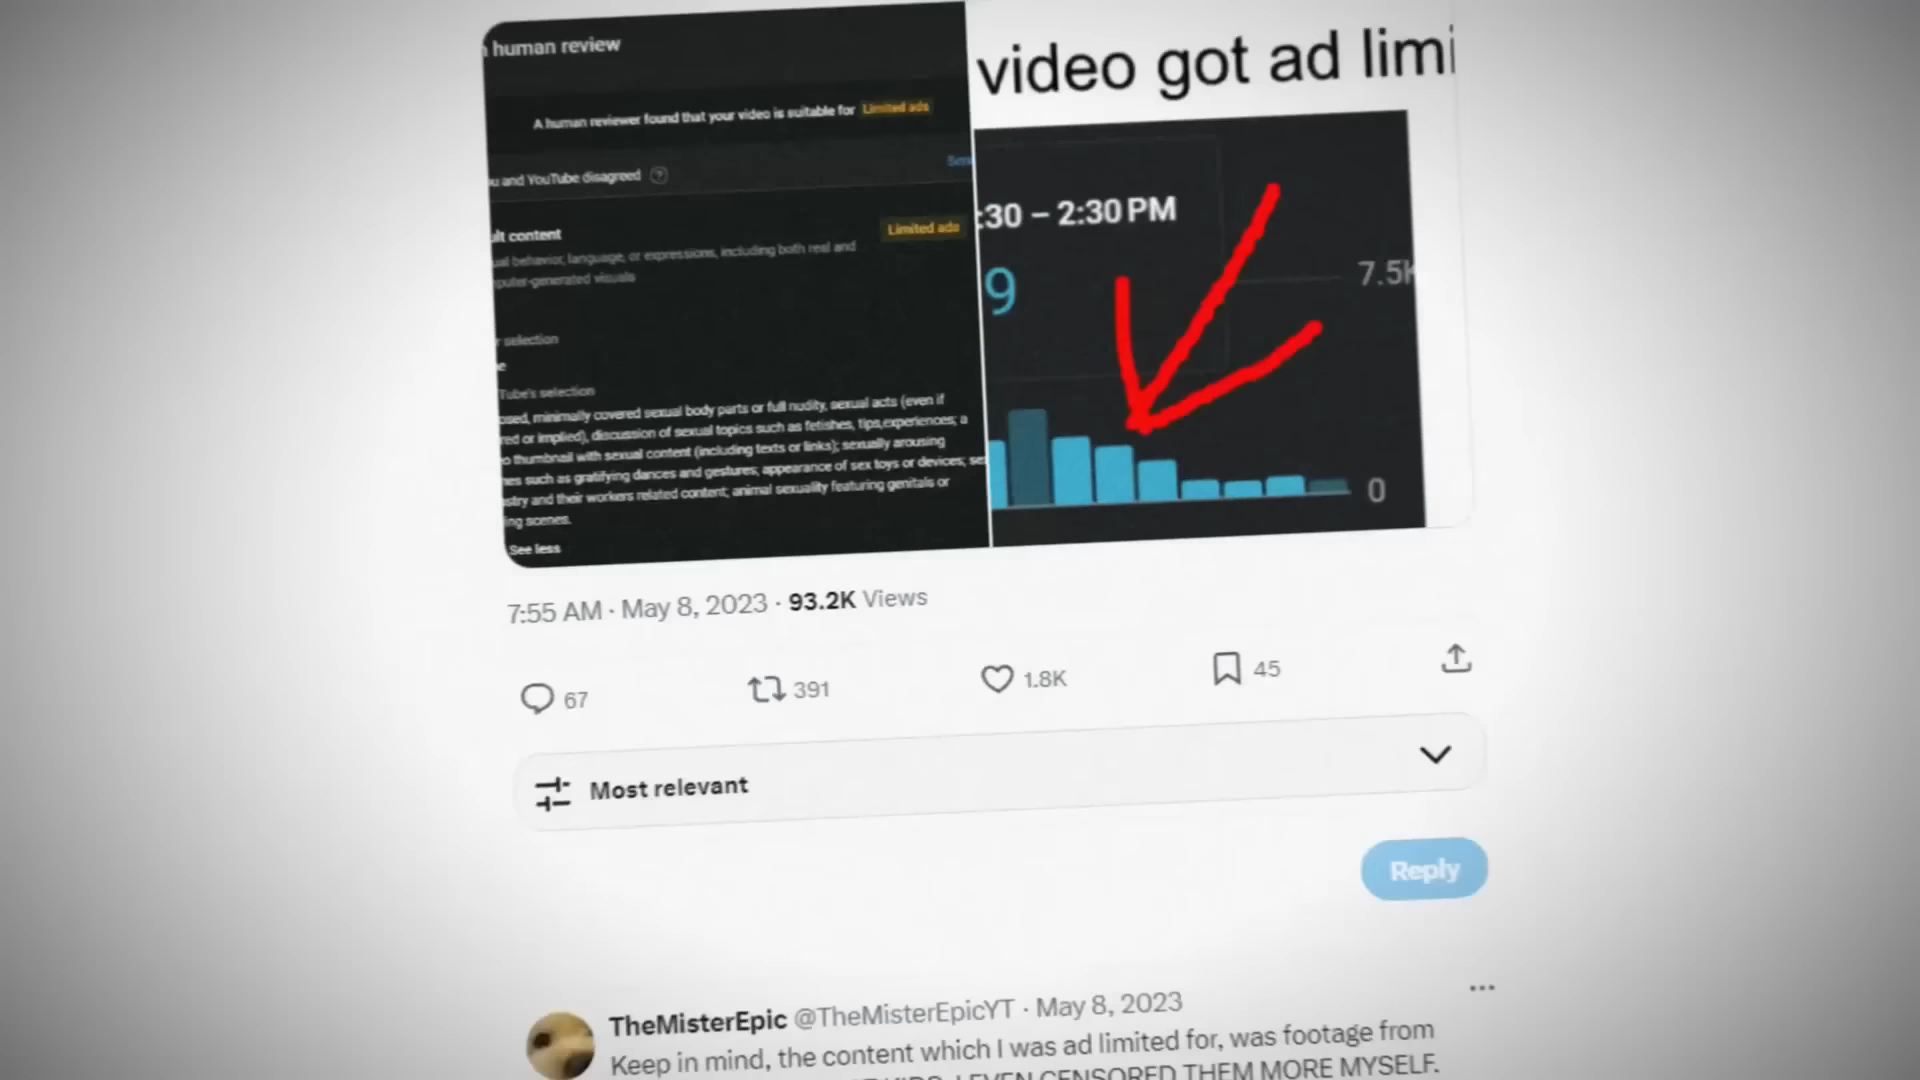 human review
A human reviewer found that your video is suitable for Limited ads
and YouTube disagreed
content
Limited ads
behavior, language, or expressions, including both real and
visuals
selection
selection
minimally covered sexual body parts or full nudity, sexual acts (even if
or implied), discussion of sexual topics such as fetishes, tips,experiences; a
thumbnail with sexual content (including texts or links); sexually arousing
such as gratifying dances and gestures; appearance of sex toys or devices;
and their workers related content; animal sexuality featuring genitals or
scenes.
See less
video got ad limi
:30 – 2:30 PM
9
7.5K
0
7:55 AM · May 8, 2023 · 93.2K Views
67
391
1.8K
45
Most relevant
Reply
TheMisterEpic @TheMisterEpicYT · May 8, 2023
Keep in mind, the content which I was ad limited for, was footage from
I EVEN CENSORED THEM MORE MYSELF.